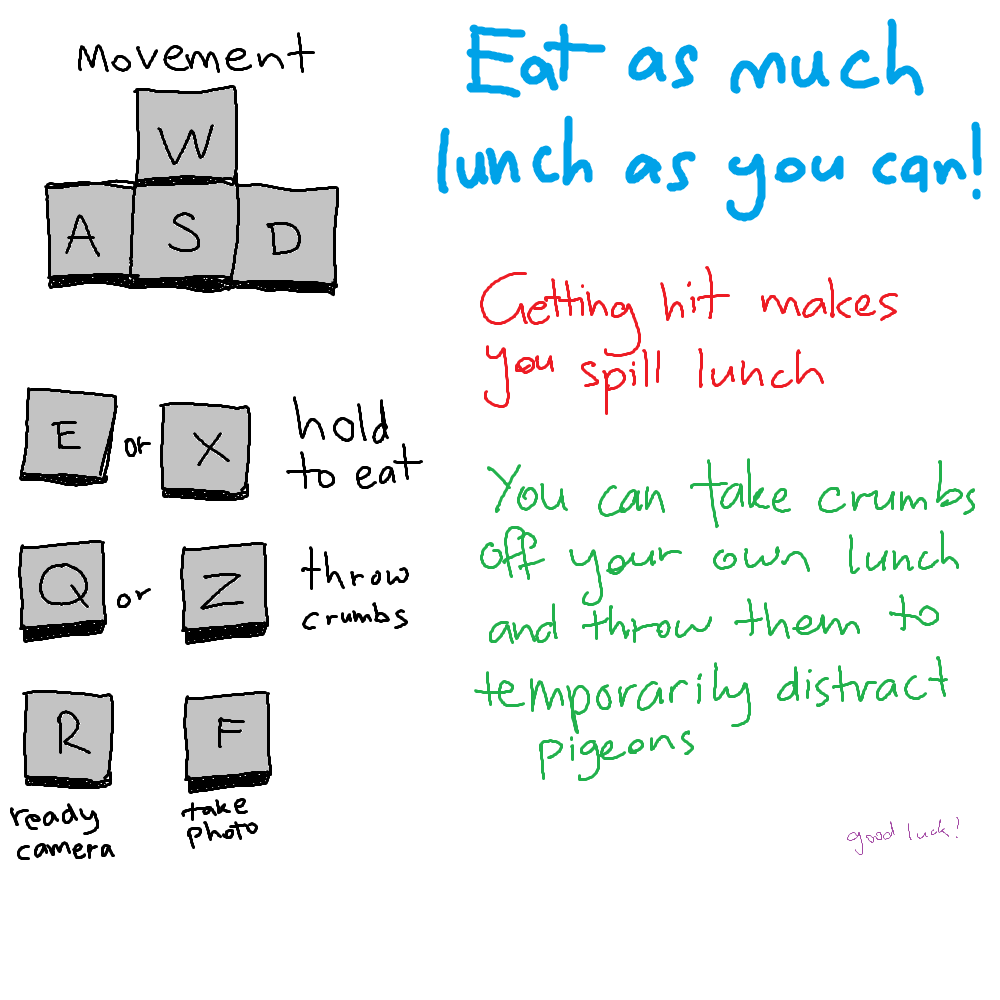 Movement
W
A S D
E or X hold
to eat
Q or Z throw
crumbs
R F
ready
camera
take
photo
Eat as much
lunch as you can!
Getting hit makes
you spill lunch
You can take crumbs
off your own lunch
and throw them to
temporarily distract
pigeons
good luck!